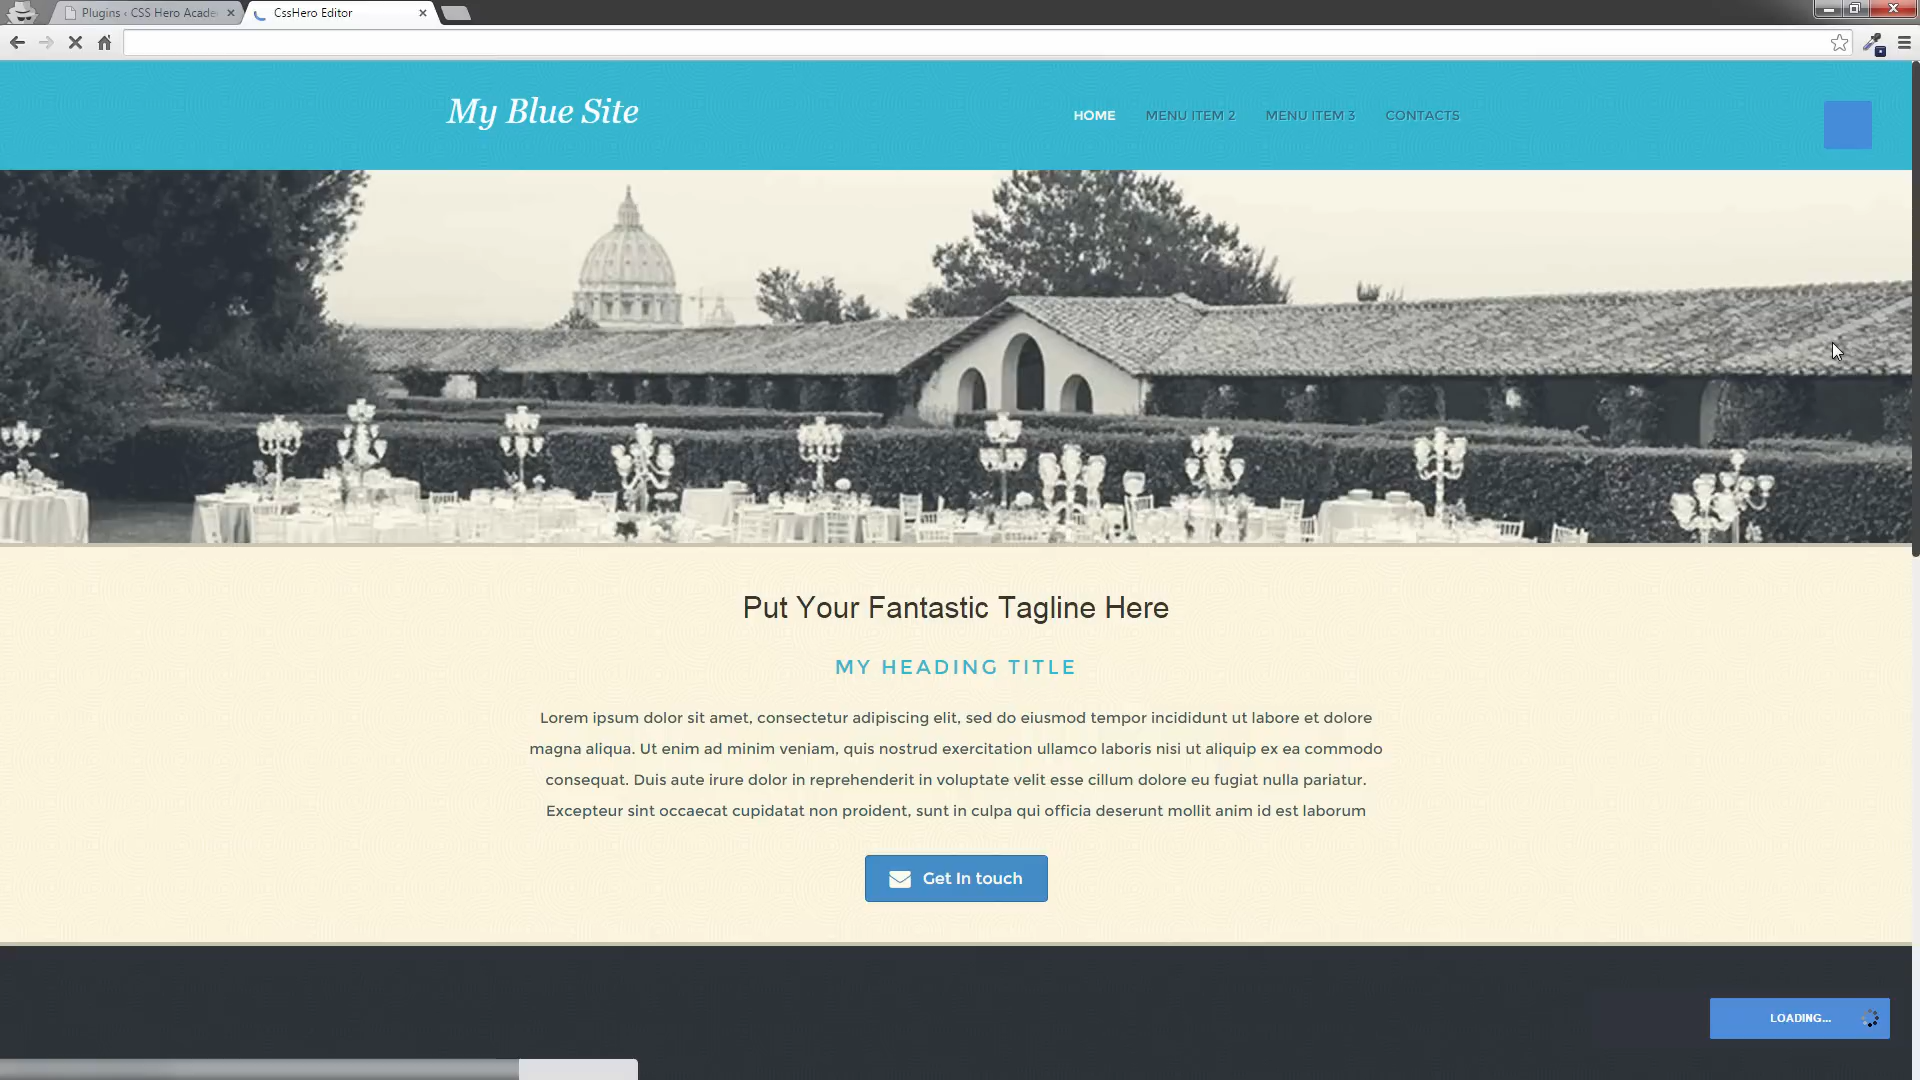 Plugins ‹ CSS Hero Acade
CssHero Editor
My Blue Site
HOME
MENU ITEM 2
MENU ITEM 3
CONTACTS
Put Your Fantastic Tagline Here
MY HEADING TITLE
Lorem ipsum dolor sit amet, consectetur adipiscing elit, sed do eiusmod tempor incididunt ut labore et dolore
magna aliqua. Ut enim ad minim veniam, quis nostrud exercitation ullamco laboris nisi ut aliquip ex ea commodo
consequat. Duis aute irure dolor in reprehenderit in voluptate velit esse cillum dolore eu fugiat nulla pariatur.
Excepteur sint occaecat cupidatat non proident, sunt in culpa qui officia deserunt mollit anim id est laborum
Get In touch
LOADING...